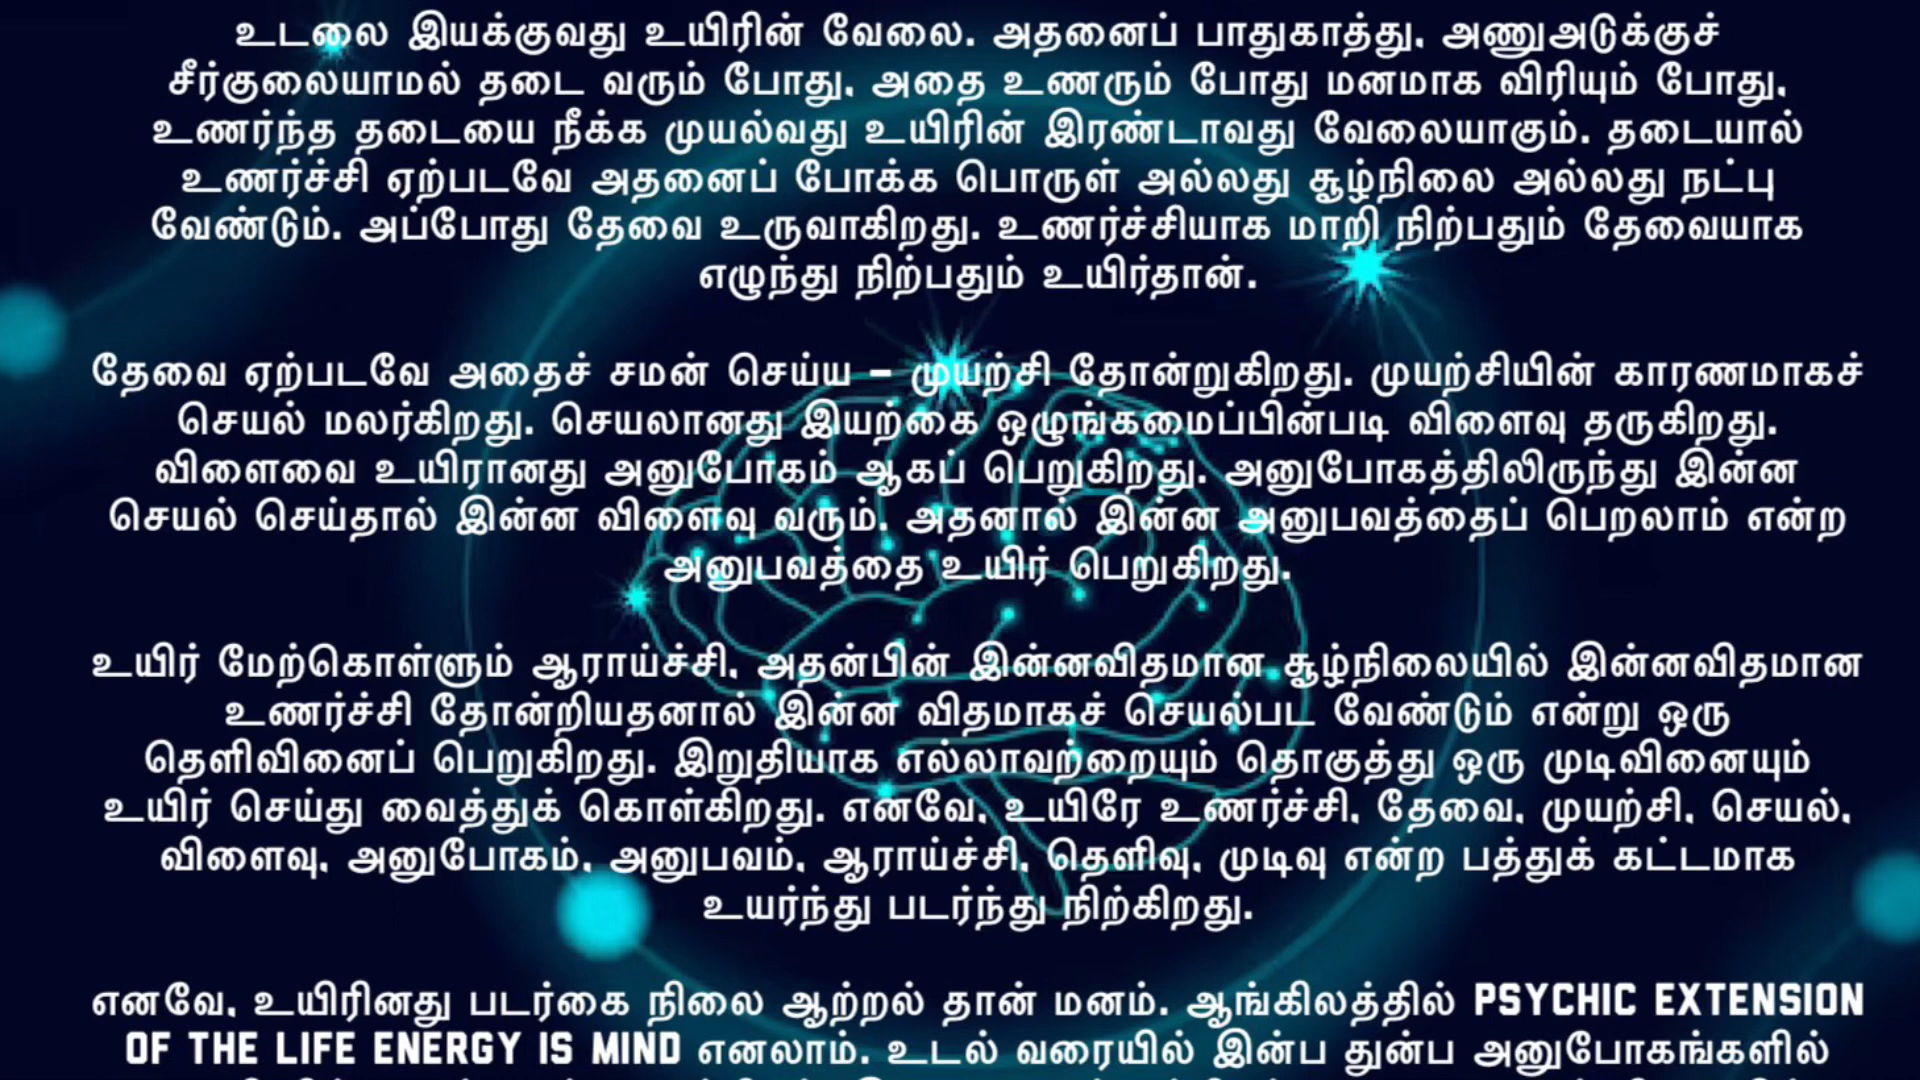 உடலை இயக்குவது உயிரின் வேலை. அதனைப் பாதுகாத்து, அணுஅடுக்குச்
சீர்குலையாமல் தடை வரும் போது, அதை உணரும் போது மனமாக விரியும் போது,
உணர்ந்த தடையை நீக்க முயல்வது உயிரின் இரண்டாவது வேலையாகும். தடையால்
உணர்ச்சி ஏற்படவே அதனைப் போக்க பொருள் அல்லது சூழ்நிலை அல்லது நட்பு
வேண்டும். அப்போது தேவை உருவாகிறது. உணர்ச்சியாக மாறி நிற்பதும் தேவையாக
எழுந்து நிற்பதும் உயிர்தான்.
தேவை ஏற்படவே அதைச் சமன் செய்ய – முயற்சி தோன்றுகிறது. முயற்சியின் காரணமாகச்
செயல் மலர்கிறது. செயலானது இயற்கை ஒழுங்கமைப்பின்படி விளைவு தருகிறது.
விளைவை உயிரானது அனுபோகம் ஆகப் பெறுகிறது. அனுபோகத்திலிருந்து இன்ன
செயல் செய்தால் இன்ன விளைவு வரும், அதனால் இன்ன அனுபவத்தைப் பெறலாம் என்ற
அனுபவத்தை உயிர் பெறுகிறது.
உயிர் மேற்கொள்ளும் ஆராய்ச்சி, அதன்பின் இன்னவிதமான சூழ்நிலையில் இன்னவிதமான
உணர்ச்சி தோன்றியதனால் இன்ன விதமாகச் செயல்பட வேண்டும் என்று ஒரு
தெளிவினைப் பெறுகிறது. இறுதியாக எல்லாவற்றையும் தொகுத்து ஒரு முடிவினையும்
உயிர் செய்து வைத்துக் கொள்கிறது. எனவே, உயிரே உணர்ச்சி, தேவை, முயற்சி, செயல்,
விளைவு, அனுபோகம், அனுபவம், ஆராய்ச்சி, தெளிவு, முடிவு என்ற பத்துக் கட்டமாக
உயர்ந்து படர்ந்து நிற்கிறது.
எனவே, உயிரினது படர்கை நிலை ஆற்றல் தான் மனம். ஆங்கிலத்தில் PSYCHIC EXTENSION
OF THE LIFE ENERGY IS MIND எனலாம். உடல் வரையில் இன்ப துன்ப அனுபோகங்களில்